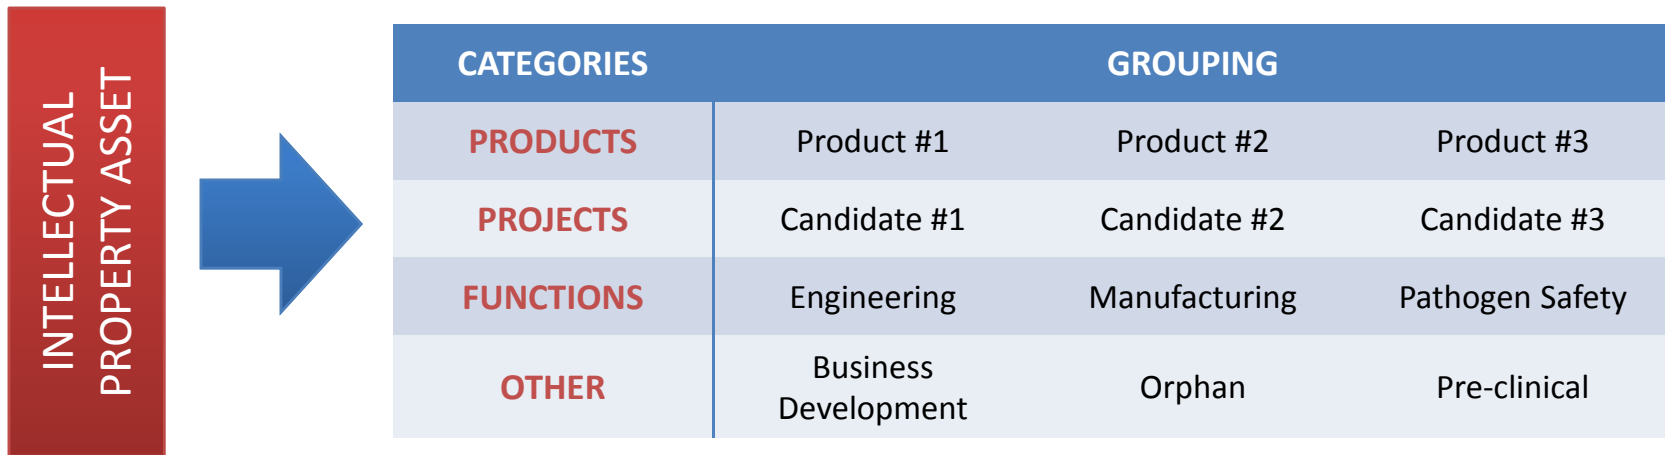 INTELLECTUAL
PROPERTY ASSET
CATEGORIES GROUPING
PRODUCTS Product #1 Product #2 Product #3
PROJECTS Candidate #1 Candidate #2 Candidate #3
FUNCTIONS Engineering Manufacturing Pathogen Safety
OTHER Business Development Orphan Pre-clinical